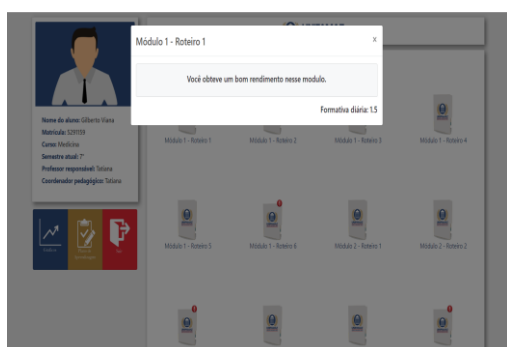 Módulo 1 - Roteiro 1
x
Você obteve um bom rendimento nesse modulo.
Formativa diária: 1.5
Nome do aluno: Gilberto Viana
Matrícula: 5291159
Curso: Medicina
Semestre atual: 7°
Professor responsável: Tatiana
Coordenador pedagógico: Tatiana
Módulo 1 - Roteiro 1
Módulo 1 - Roteiro 2
Módulo 1 - Roteiro 3
Módulo 1 - Roteiro 4
Módulo 1 - Roteiro 5
Módulo 1 - Roteiro 6
Módulo 2 - Roteiro 1
Módulo 2 - Roteiro 2